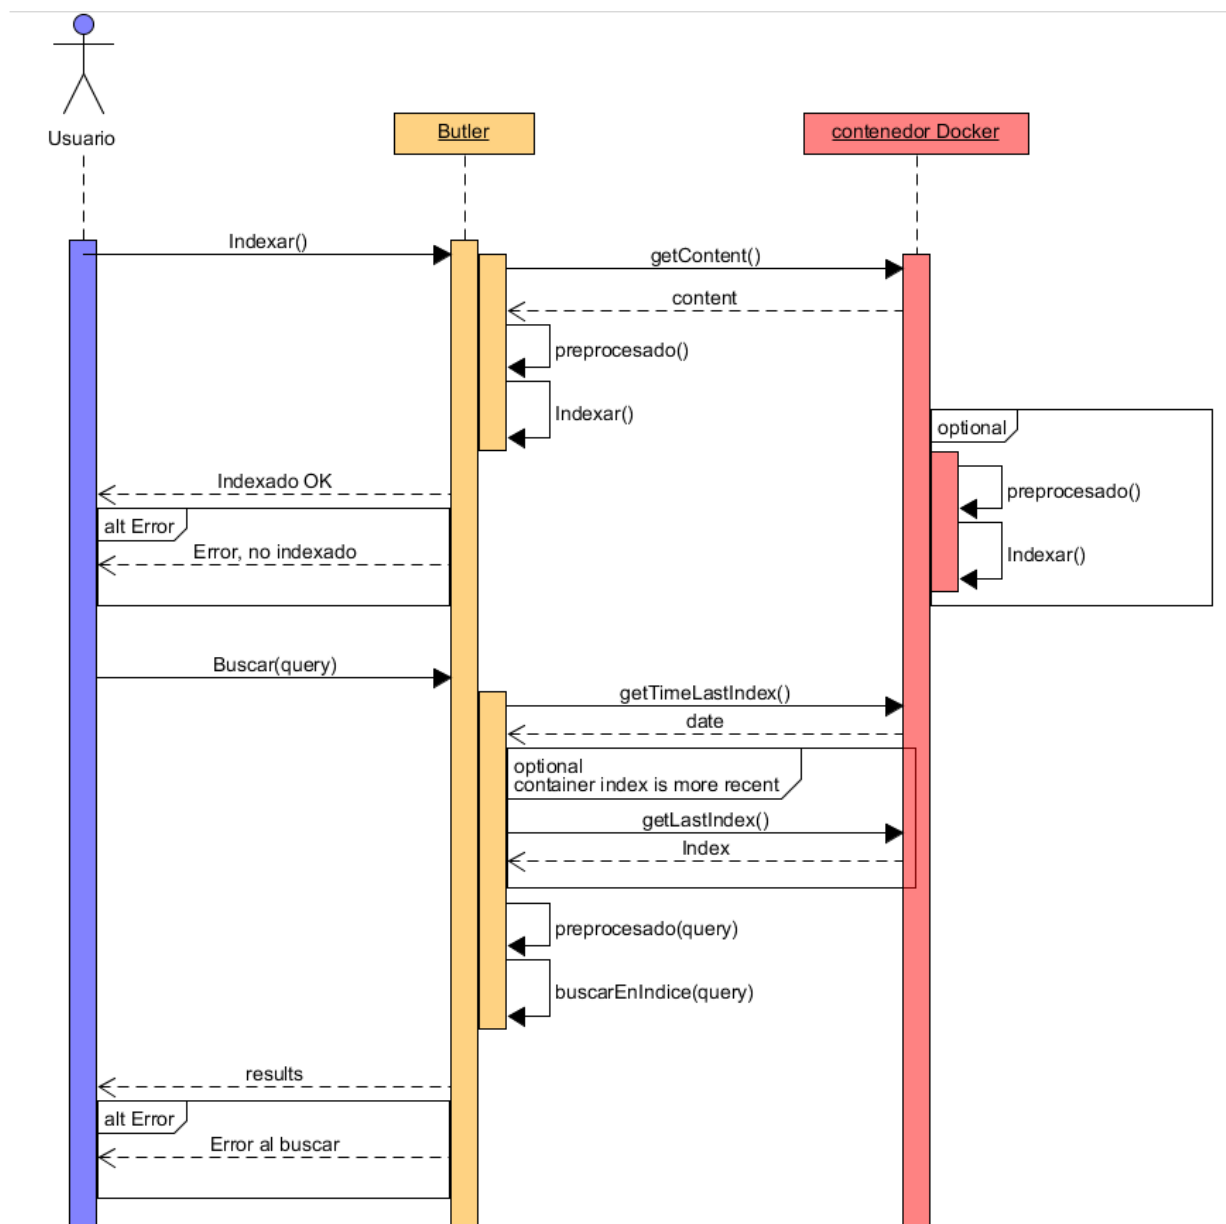 Usuario
Butler
contenedor Docker
Indexar()
getContent()
content
preprocesado()
Indexar()
optional
preprocesado()
Indexar()
Indexado OK
alt Error
Error, no indexado
Buscar(query)
getTimeLastIndex()
date
optional
container index is more recent
getLastIndex()
Index
preprocesado(query)
buscarEnIndice(query)
results
alt Error
Error al buscar